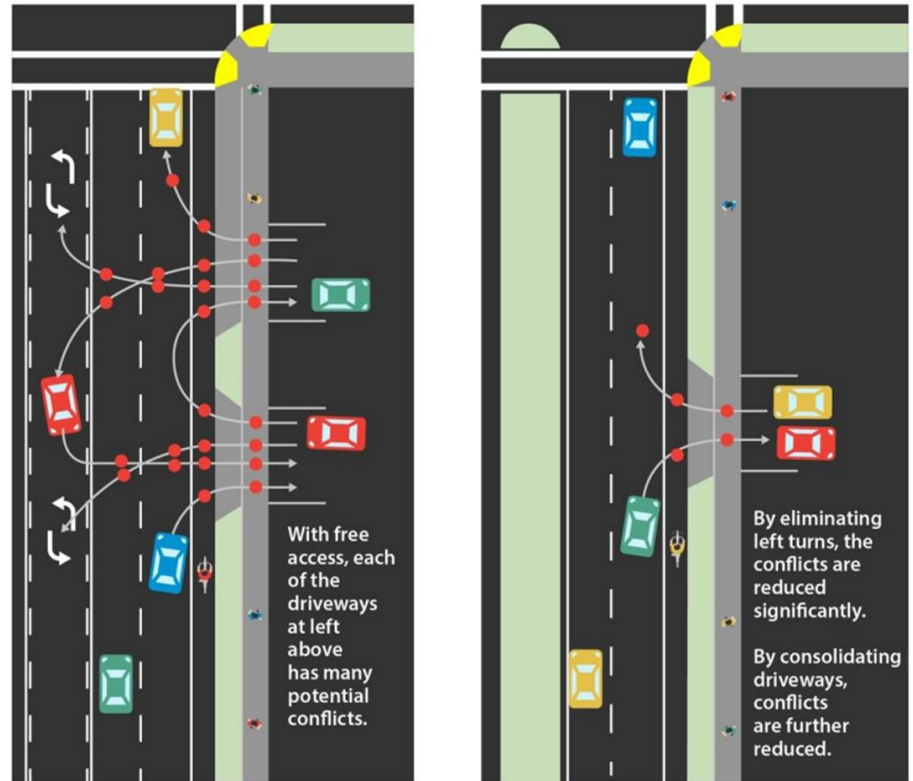 With free
access, each
of the
driveways
at left
above
has many
potential
conflicts.
By eliminating
left turns, the
conflicts are
reduced
significantly.
By consolidating
driveways,
conflicts
are further
reduced.